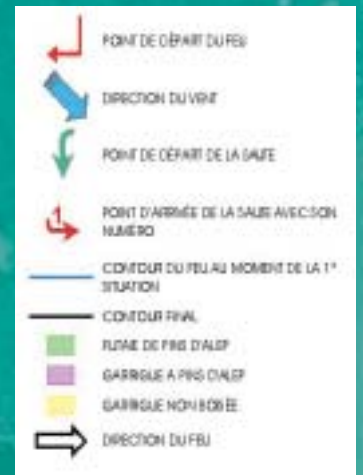 POINT DE DÉPART DU FEU
DIRECTION DU VENT
POINT DE DÉPART DE LA SAUTE
1
POINT D'ARRIVÉE DE LA SAUTE AVEC SON
NUMÉRO
CONTOUR DU FEU AU MOMENT DE LA 1°
SITUATION
CONTOUR FINAL
FUTAIE DE PINS D'ALEP
GARRIGUE A PINS D'ALEP
GARRIGUE NON BOISÉE
DIRECTION DU FEU